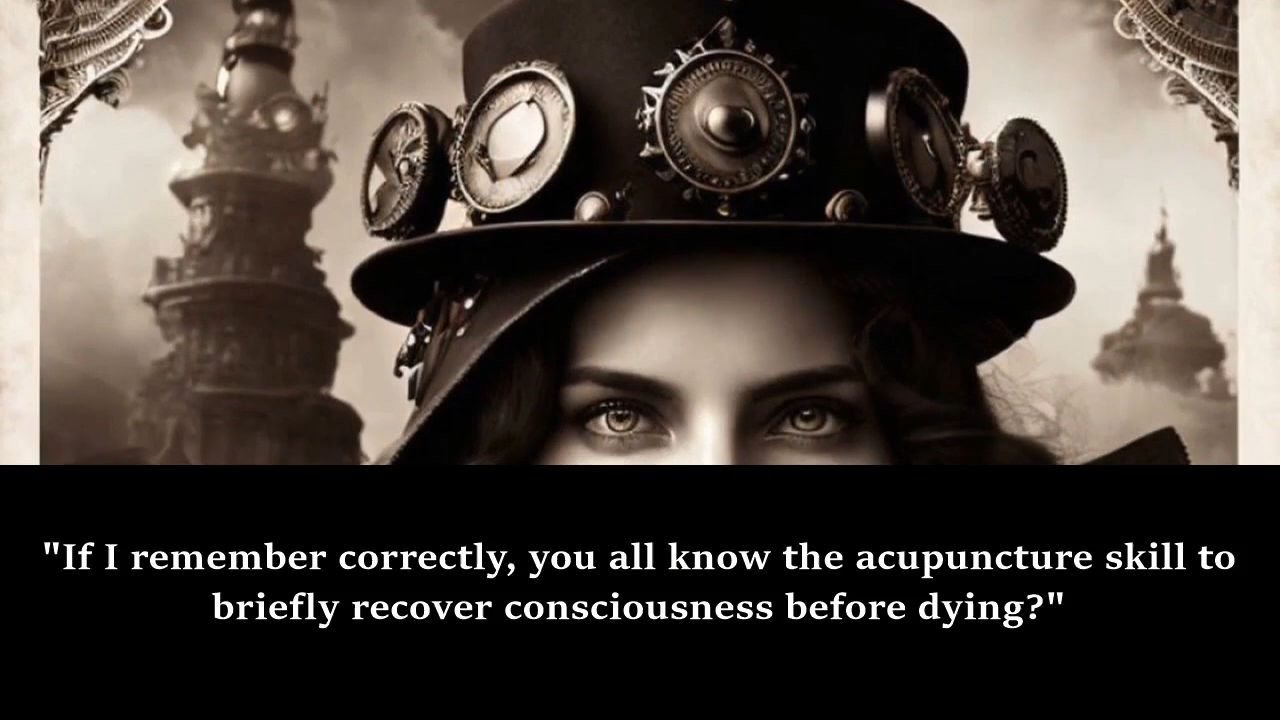 "If I remember correctly, you all know the acupuncture skill to
briefly recover consciousness before dying?"